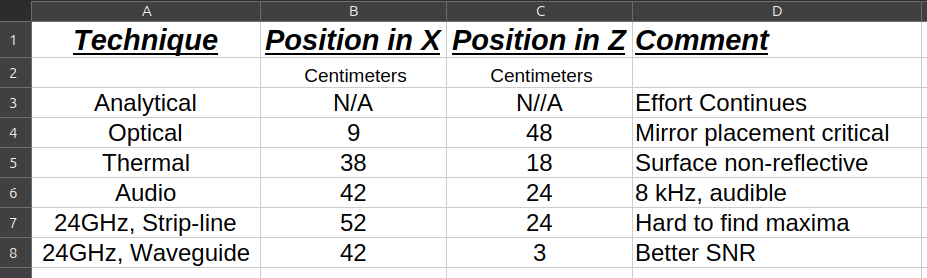 A B C D
1 Technique Position in X Position in Z Comment
2 Centimeters Centimeters
3 Analytical N/A N//A Effort Continues
4 Optical 9 48 Mirror placement critical
5 Thermal 38 18 Surface non-reflective
6 Audio 42 24 8 kHz, audible
7 24GHz, Strip-line 52 24 Hard to find maxima
8 24GHz, Waveguide 42 3 Better SNR